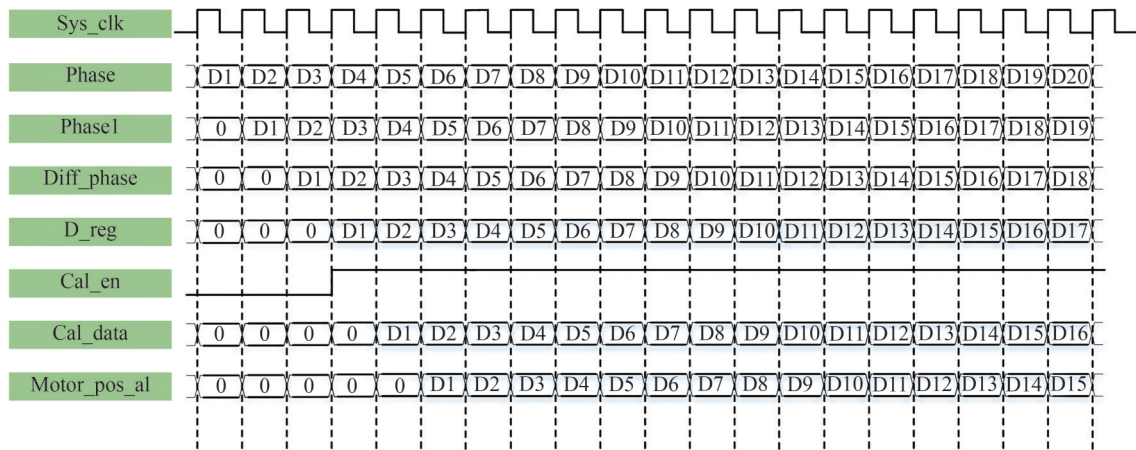 Sys_clk
Phase D1 D2 D3 D4 D5 D6 D7 D8 D9 D10 D11 D12 D13 D14 D15 D16 D17 D18 D19 D20
Phase1 0 D1 D2 D3 D4 D5 D6 D7 D8 D9 D10 D11 D12 D13 D14 D15 D16 D17 D18 D19
Diff_phase 0 0 D1 D2 D3 D4 D5 D6 D7 D8 D9 D10 D11 D12 D13 D14 D15 D16 D17 D18
D_reg 0 0 0 D1 D2 D3 D4 D5 D6 D7 D8 D9 D10 D11 D12 D13 D14 D15 D16 D17
Cal_en
Cal_data 0 0 0 0 D1 D2 D3 D4 D5 D6 D7 D8 D9 D10 D11 D12 D13 D14 D15 D16
Motor_pos_al 0 0 0 0 0 D1 D2 D3 D4 D5 D6 D7 D8 D9 D10 D11 D12 D13 D14 D15